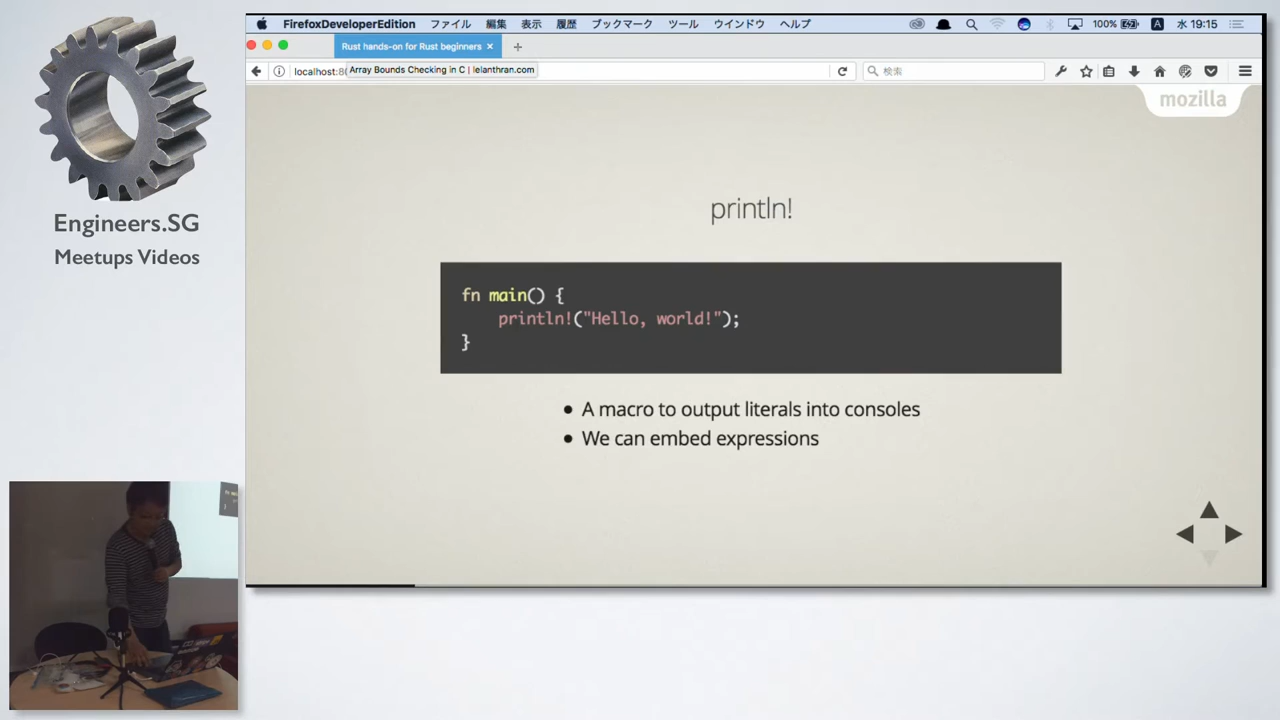 FirefoxDeveloperEdition ファイル 編集 表示 履歴 ブックマーク ツール ウインドウ ヘルプ 100% A 水 19:15
Rust hands-on for Rust beginners × +
localhost:8 Array Bounds Checking in C | lelanthran.com 検索
mozilla
Engineers.SG
Meetups Videos
println!
fn main() {
println!("Hello, world!");
}
• A macro to output literals into consoles
• We can embed expressions